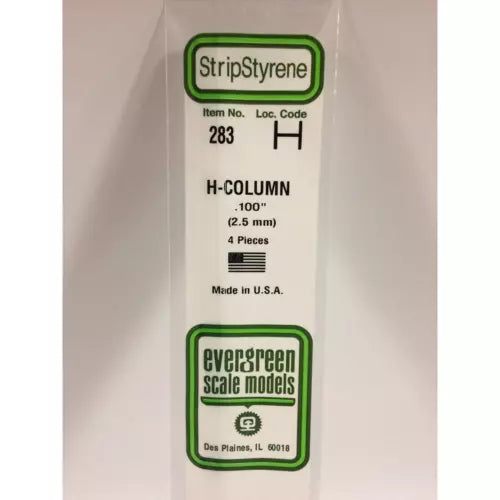 StripStyrene
Item No. Loc. Code
283 H
H-COLUMN
.100"
(2.5 mm)
4 Pieces
Made in U.S.A.
evergreen
scale models
Des Plaines, IL 60018